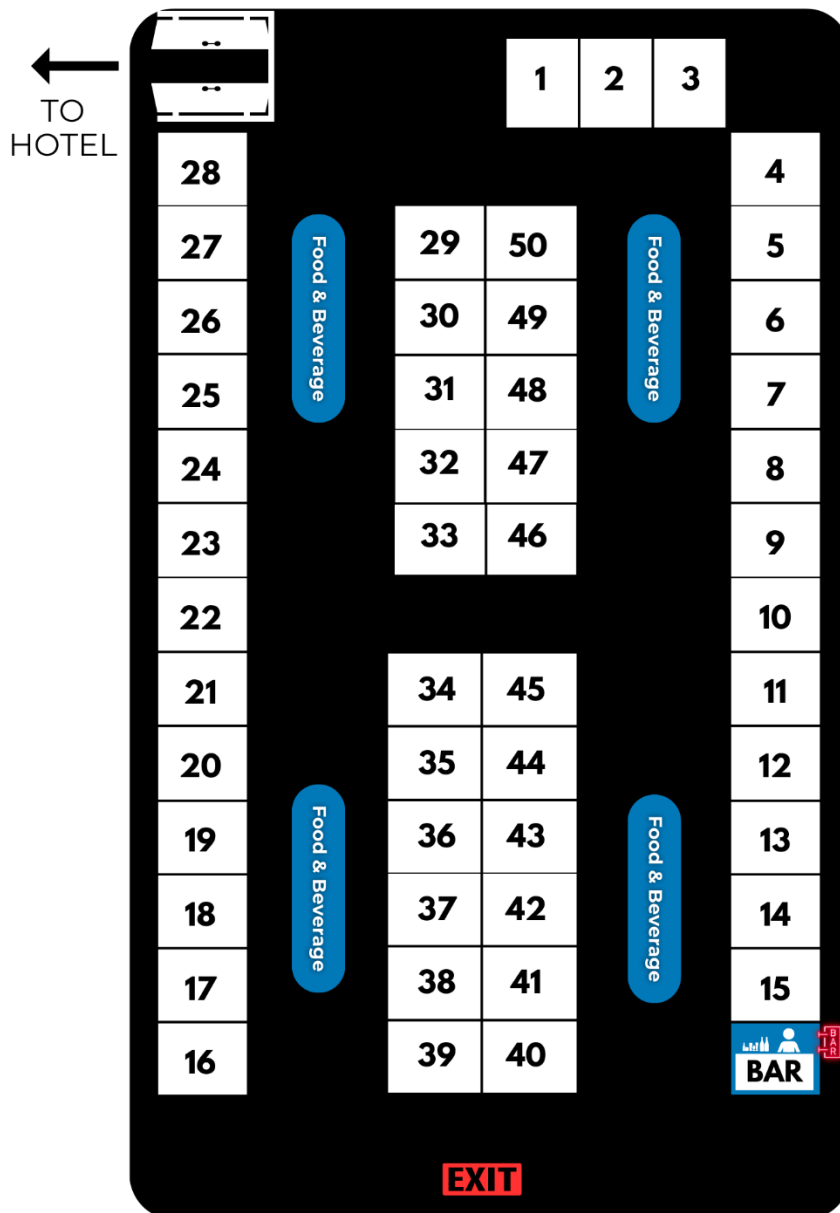 TO
HOTEL
1 2 3
28 4
27 29 50 5
26 30 49 6
25 31 48 7
24 32 47 8
23 33 46 9
22 10
21 34 45 11
20 35 44 12
19 36 43 13
18 37 42 14
17 38 41 15
16 39 40
Food & Beverage
Food & Beverage
Food & Beverage
Food & Beverage
BAR
BAR
EXIT